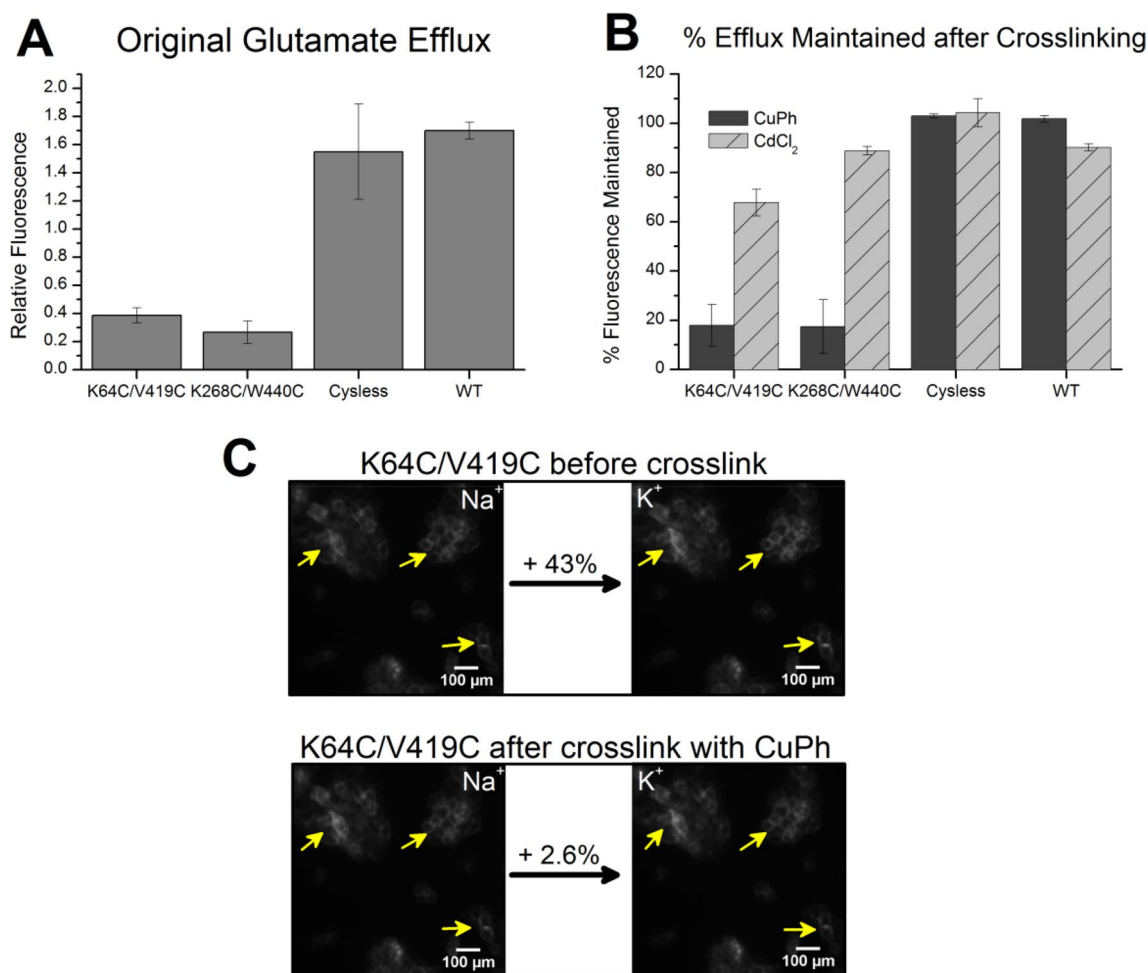 A
Original Glutamate Efflux
Relative Fluorescence
2.0
1.8
1.6
1.4
1.2
1.0
0.8
0.6
0.4
0.2
0.0
K64C/V419C
K268C/W440C
Cysless
WT
B
% Efflux Maintained after Crosslinking
% Fluorescence Maintained
120
100
80
60
40
20
0
CuPh
CdCl₂
K64C/V419C
K268C/W440C
Cysless
WT
C
K64C/V419C before crosslink
Na⁺
+ 43%
K⁺
100 µm
100 µm
K64C/V419C after crosslink with CuPh
Na⁺
+ 2.6%
K⁺
100 µm
100 µm